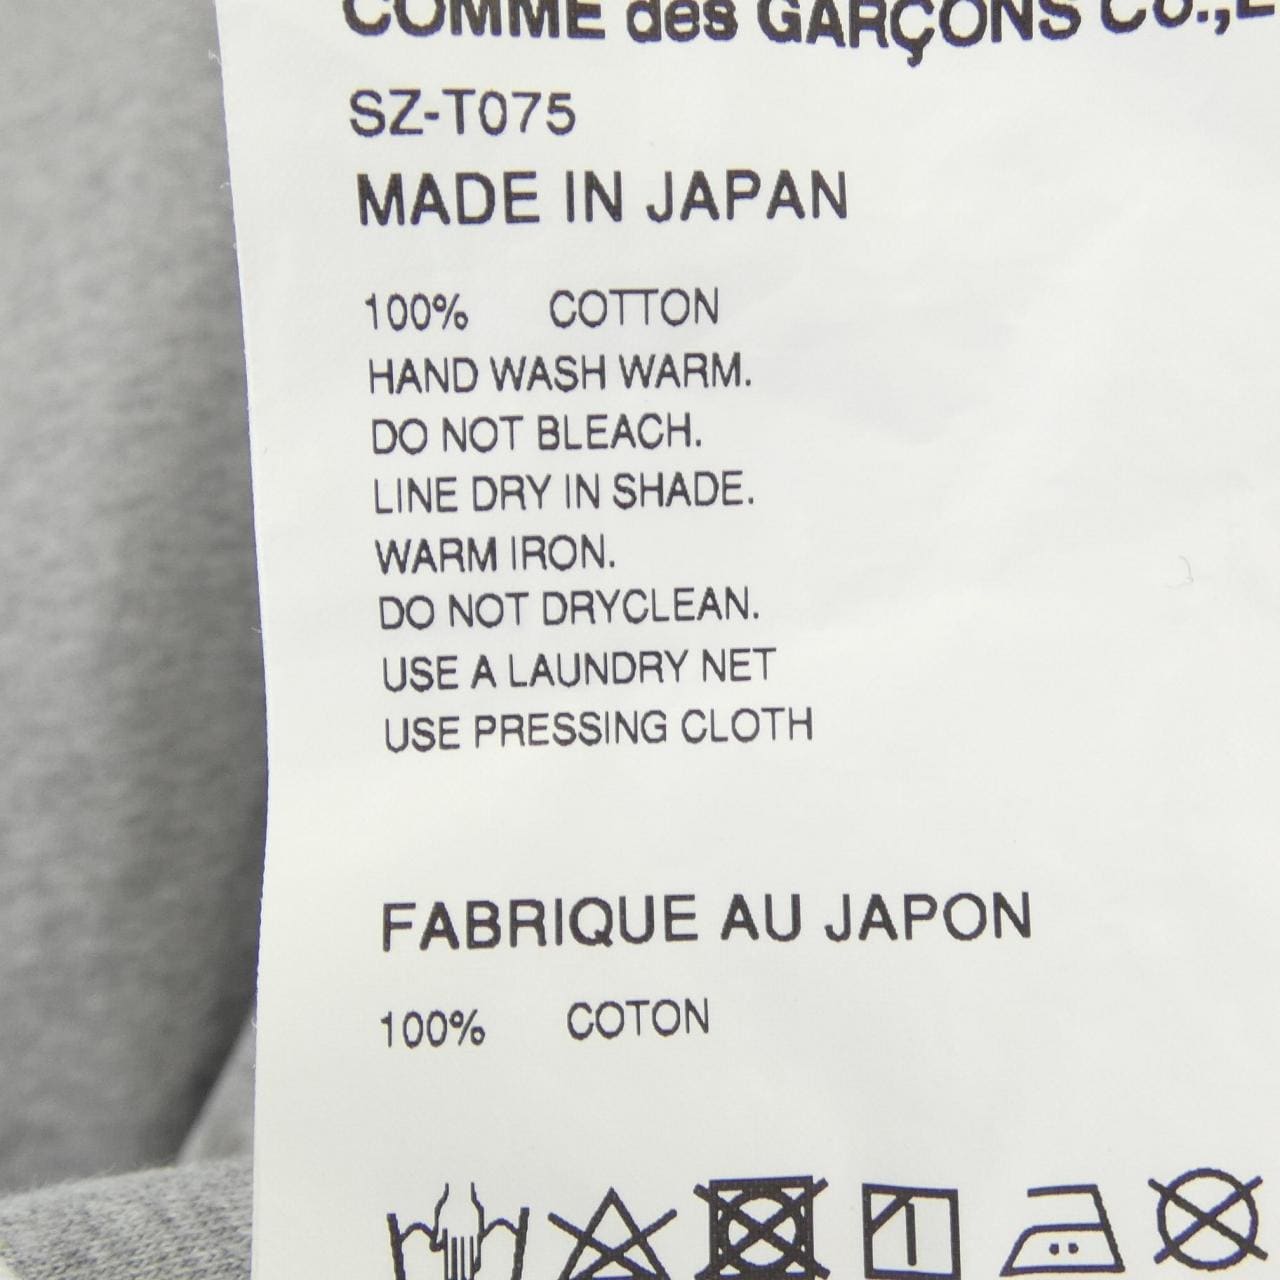 COMME des GARÇONS CO.,L
SZ-T075
MADE IN JAPAN
100% COTTON
HAND WASH WARM.
DO NOT BLEACH.
LINE DRY IN SHADE.
WARM IRON.
DO NOT DRYCLEAN.
USE A LAUNDRY NET
USE PRESSING CLOTH
FABRIQUE AU JAPON
100% COTON